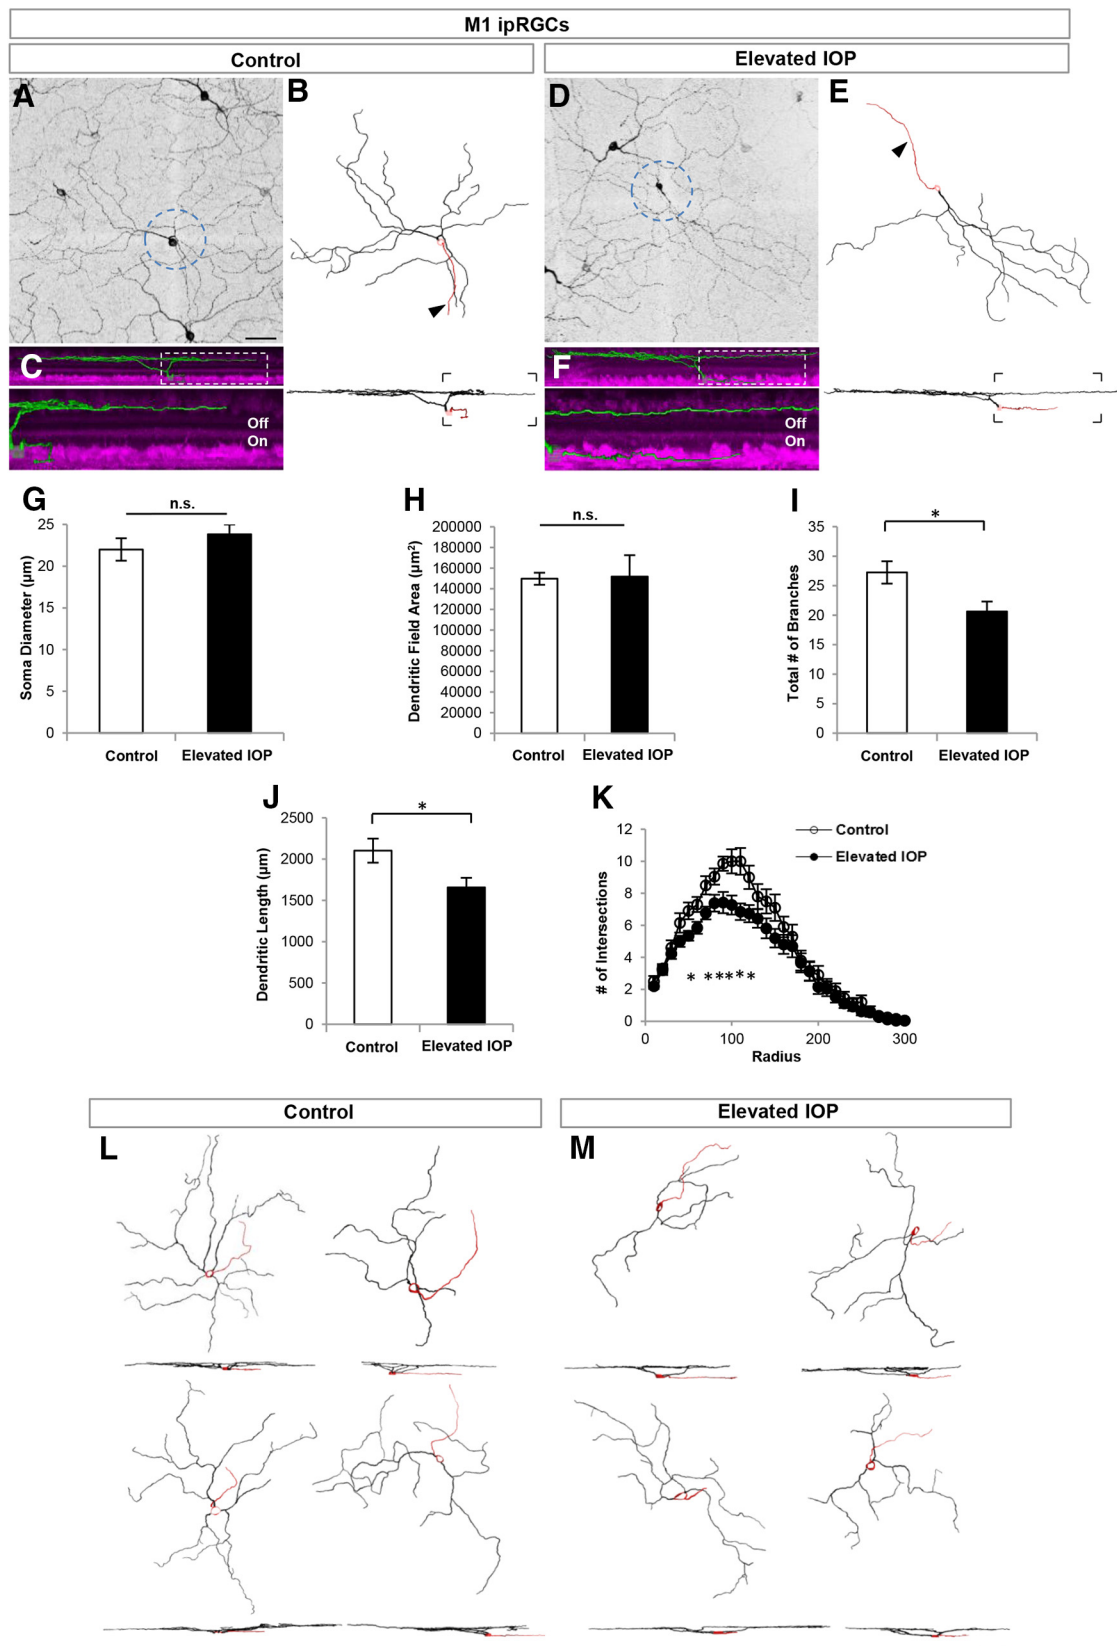 M1 ipRGCs
Control
Elevated IOP
A
B
D
E
C
Off
On
F
Off
On
G
n.s.
Soma Diameter (µm)
25
20
15
10
5
0
Control
Elevated IOP
H
n.s.
Dendritic Field Area (µm²)
200000
180000
160000
140000
120000
100000
80000
60000
40000
20000
0
Control
Elevated IOP
I
*
Total # of Branches
35
30
25
20
15
10
5
0
Control
Elevated IOP
J
*
Dendritic Length (µm)
2500
2000
1500
1000
500
0
Control
Elevated IOP
K
Control
Elevated IOP
# of Intersections
12
10
8
6
4
2
0
* *****
0
100
200
300
Radius
Control
Elevated IOP
L
M